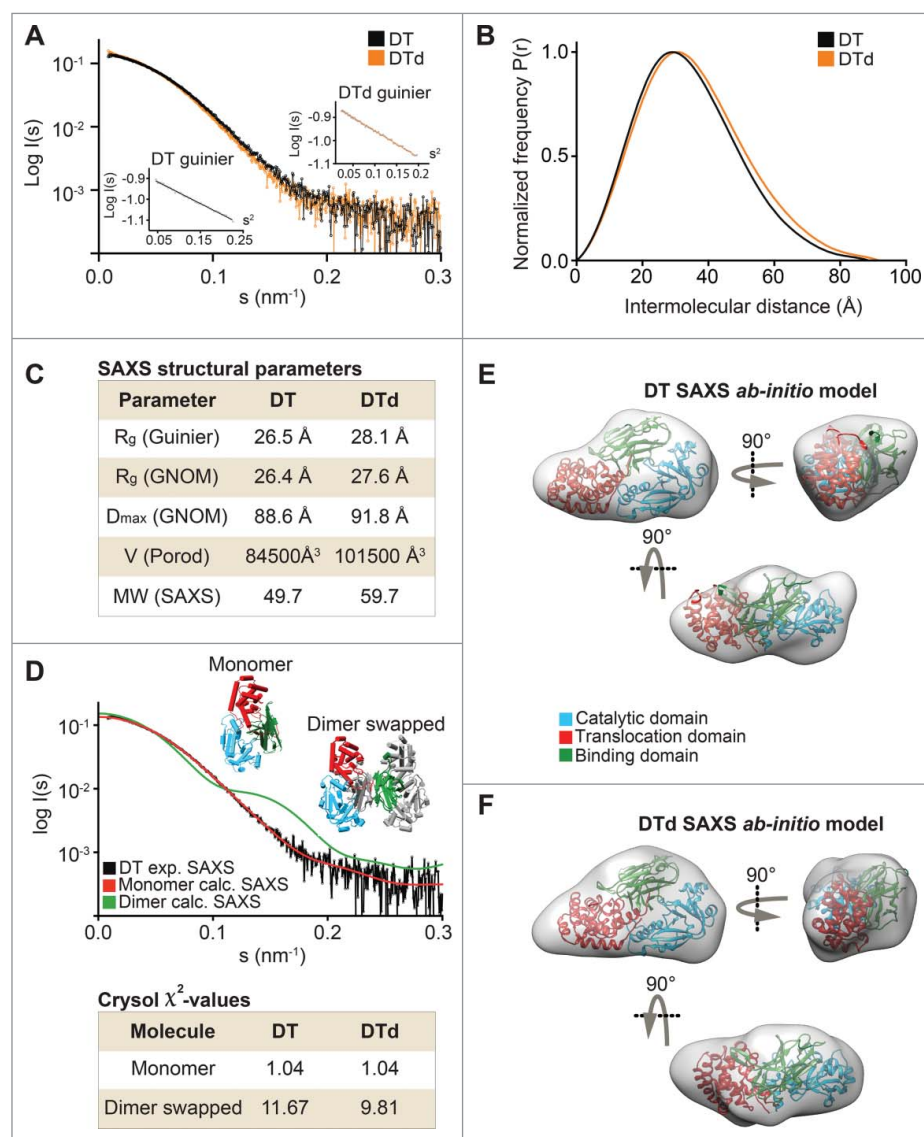 A
DT
DTd
Log I(s)
10-1
10-2
10-3
DTd guinier
Log I(s)
-0.9
-1.0
-1.1
s2
0.05 0.1 0.15 0.2
DT guinier
Log I(s)
-0.9
-1.0
-1.1
s2
0.05 0.15 0.25
0.0 0.1 0.2 0.3
s (nm-1)
B
DT
DTd
Normalized frequency P(r)
1.0
0.5
0.0
0 20 40 60 80 100
Intermolecular distance (Å)
C
SAXS structural parameters
Parameter DT DTd
Rg (Guinier) 26.5 Å 28.1 Å
Rg (GNOM) 26.4 Å 27.6 Å
Dmax (GNOM) 88.6 Å 91.8 Å
V (Porod) 84500Å3 101500 Å3
MW (SAXS) 49.7 59.7
D
Monomer
Dimer swapped
log I(s)
10-1
10-2
10-3
DT exp. SAXS
Monomer calc. SAXS
Dimer calc. SAXS
0.0 0.1 0.2 0.3
s (nm-1)
Crysol χ2-values
Molecule DT DTd
Monomer 1.04 1.04
Dimer swapped 11.67 9.81
E
DT SAXS ab-initio model
90°
90°
Catalytic domain
Translocation domain
Binding domain
F
DTd SAXS ab-initio model
90°
90°